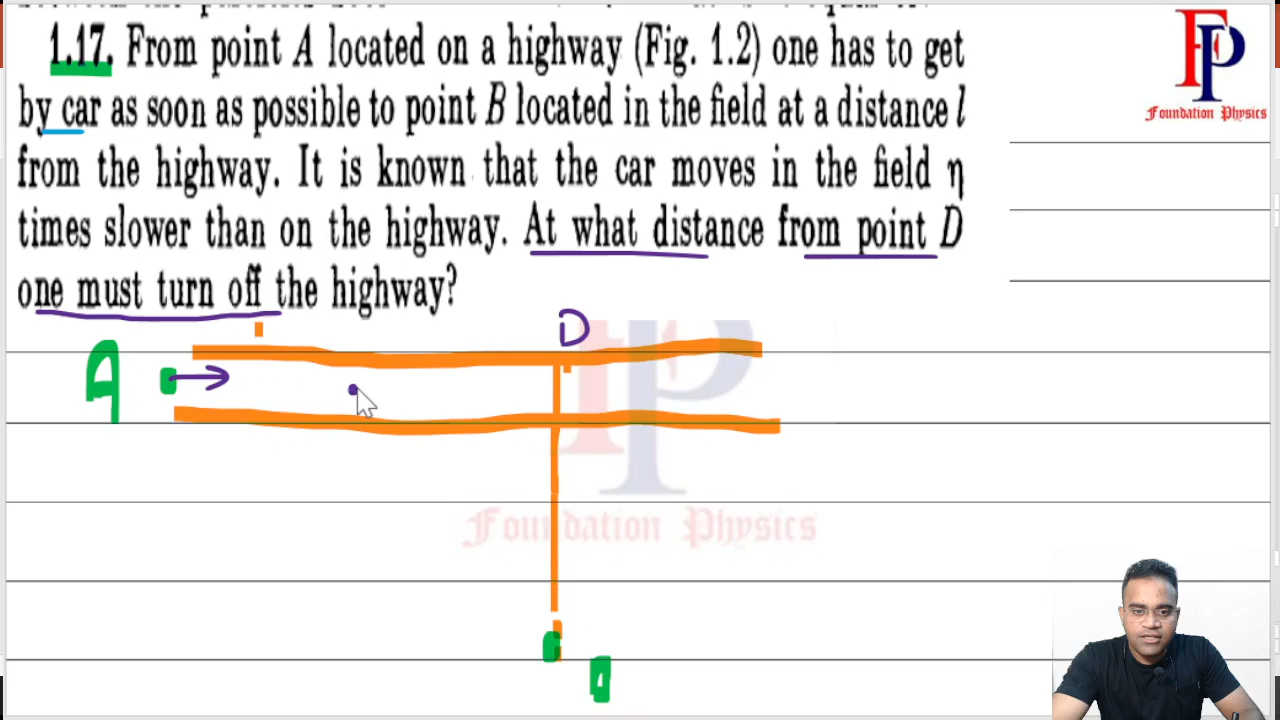 1.17. From point A located on a highway (Fig. 1.2) one has to get
by car as soon as possible to point B located in the field at a distance l
from the highway. It is known that the car moves in the field η
times slower than on the highway. At what distance from point D
one must turn off the highway?
FP
Foundation Physics
D
A
Foundation Physics